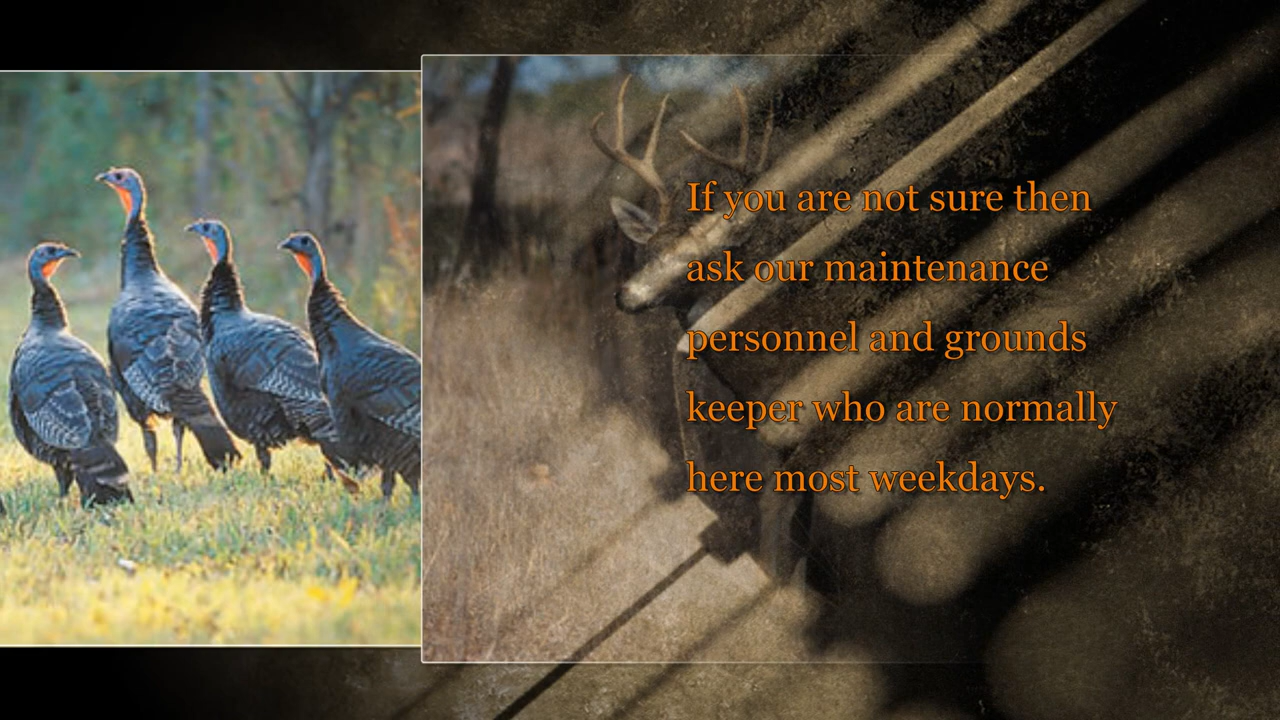 If you are not sure then
ask our maintenance
personnel and grounds
keeper who are normally
here most weekdays.